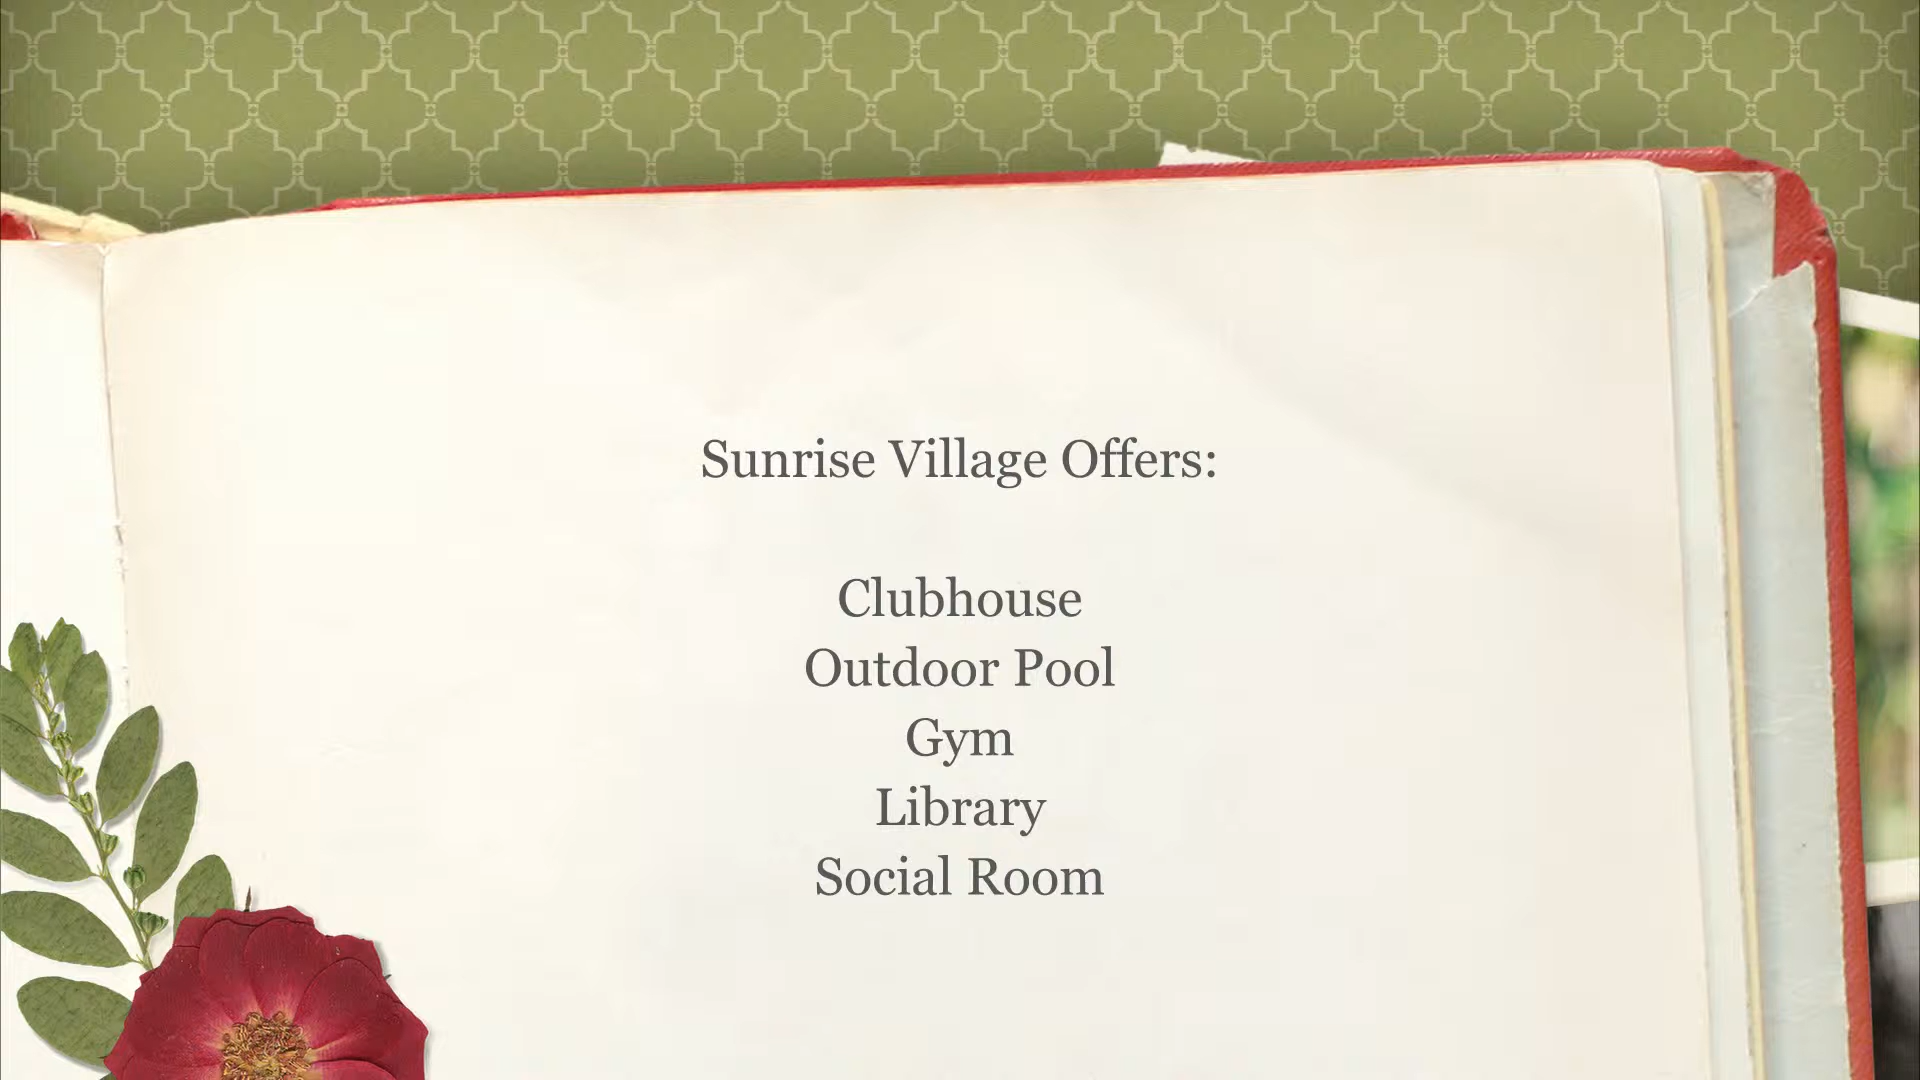 Sunrise Village Offers:
Clubhouse
Outdoor Pool
Gym
Library
Social Room